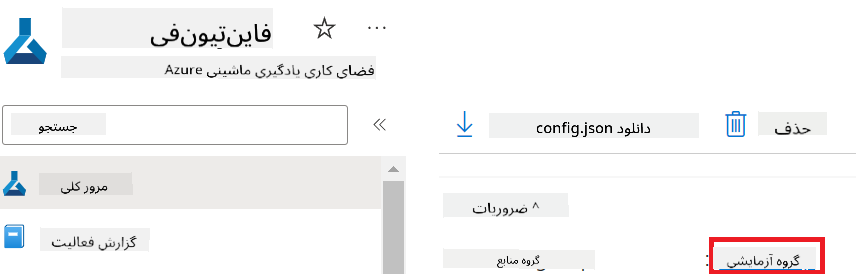 فاین‌تیون‌فی
فضای کاری یادگیری ماشینی Azure
جستجو
مرور کلی
گزارش فعالیت
دانلود config.json
حذف
^ ضروریات
گروه منابع : گروه آزمایشی